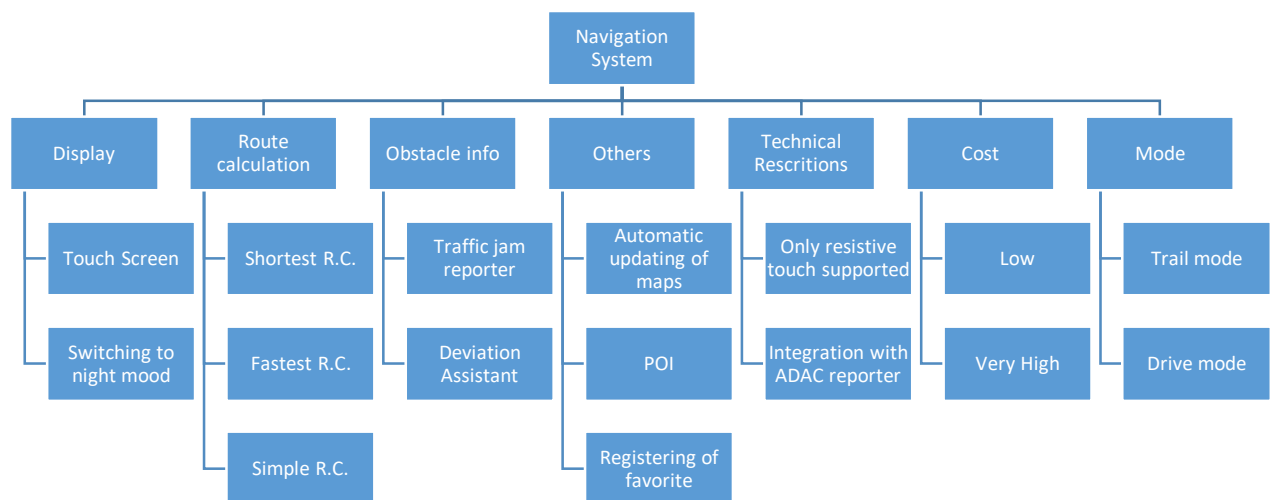 Navigation
System
Display
Route
calculation
Obstacle info
Others
Technical
Rescritions
Cost
Mode
Touch Screen
Switching to
night mood
Shortest R.C.
Fastest R.C.
Simple R.C.
Traffic jam
reporter
Deviation
Assistant
Automatic
updating of
maps
POI
Registering of
favorite
Only resistive
touch supported
Integration with
ADAC reporter
Low
Very High
Trail mode
Drive mode